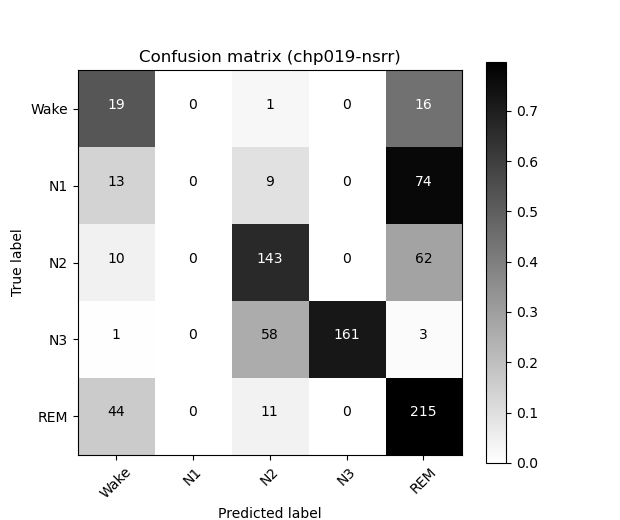 Confusion matrix (chp019-nsrr)
True label
Wake 19 0 1 0 16
N1 13 0 9 0 74
N2 10 0 143 0 62
N3 1 0 58 161 3
REM 44 0 11 0 215
Wake N1 N2 N3 REM
Predicted label
0.7
0.6
0.5
0.4
0.3
0.2
0.1
0.0